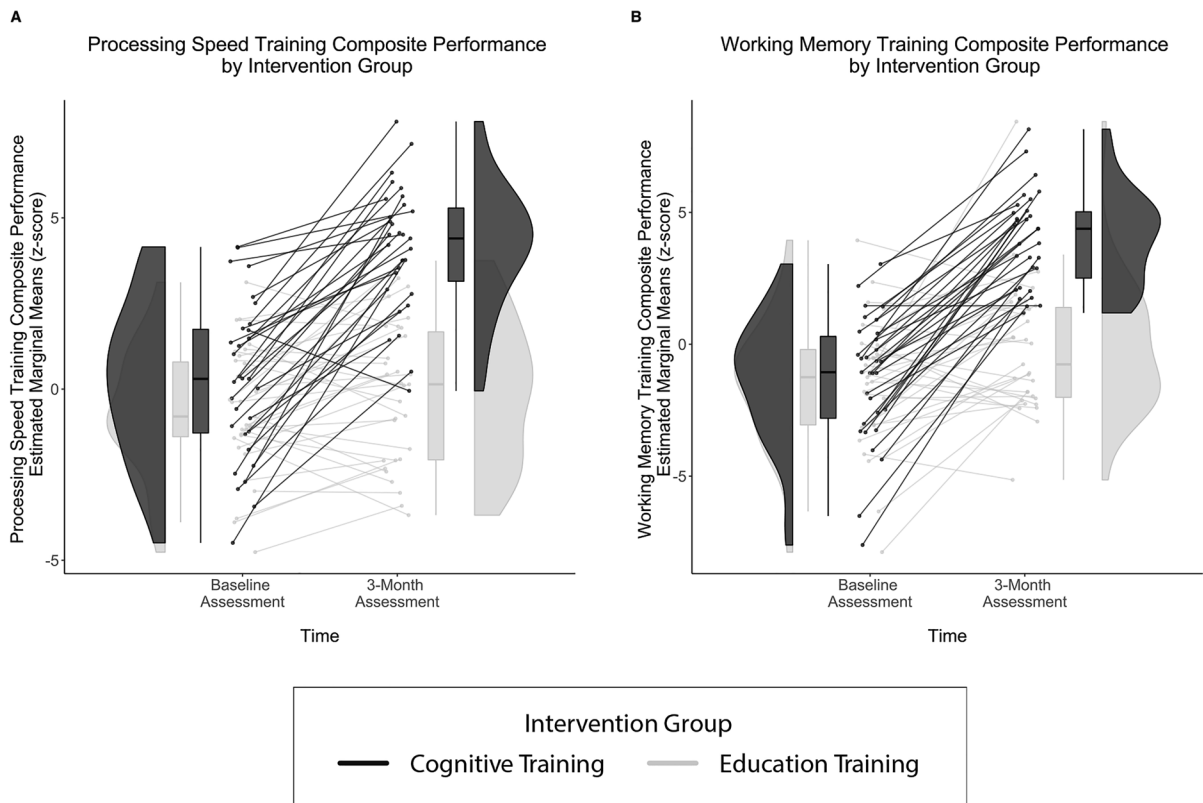 A
Processing Speed Training Composite Performance
by Intervention Group
Processing Speed Training Composite Performance
Estimated Marginal Means (z-score)
5
0
-5
Baseline
Assessment
3-Month
Assessment
Time
B
Working Memory Training Composite Performance
by Intervention Group
Working Memory Training Composite Performance
Estimated Marginal Means (z-score)
5
0
-5
Baseline
Assessment
3-Month
Assessment
Time
Intervention Group
Cognitive Training
Education Training